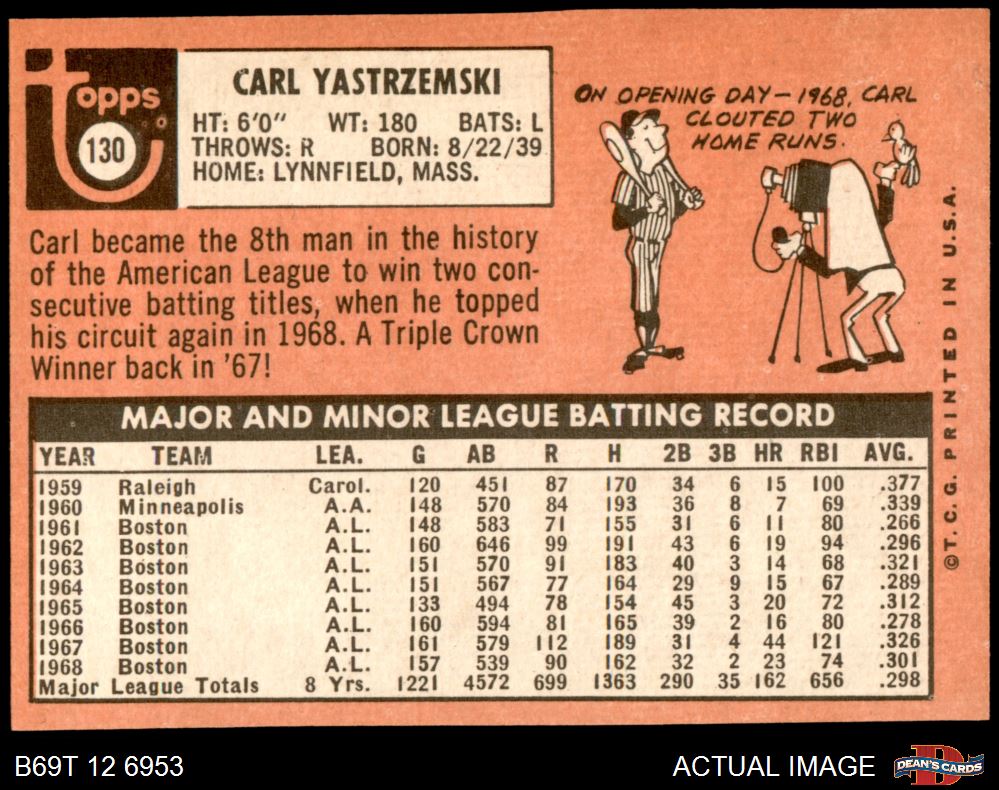 Topps
130
CARL YASTRZEMSKI
HT: 6'0" WT: 180 BATS: L
THROWS: R BORN: 8/22/39
HOME: LYNNFIELD, MASS.
ON OPENING DAY—1968, CARL
CLOUTED TWO
HOME RUNS.
Carl became the 8th man in the history
of the American League to win two con-
secutive batting titles, when he topped
his circuit again in 1968. A Triple Crown
Winner back in '67!
MAJOR AND MINOR LEAGUE BATTING RECORD
YEAR TEAM LEA. G AB R H 2B 3B HR RBI AVG.
1959 Raleigh Carol. 120 451 87 170 34 6 15 100 .377
1960 Minneapolis A.A. 148 570 84 193 36 8 7 69 .339
1961 Boston A.L. 148 583 71 155 31 6 11 80 .266
1962 Boston A.L. 160 646 99 191 43 6 19 94 .296
1963 Boston A.L. 151 570 91 183 40 3 14 68 .321
1964 Boston A.L. 151 567 77 164 29 9 15 67 .289
1965 Boston A.L. 133 494 78 154 45 3 20 72 .312
1966 Boston A.L. 160 594 81 165 39 2 16 80 .278
1967 Boston A.L. 161 579 112 189 31 4 44 121 .326
1968 Boston A.L. 157 539 90 162 32 2 23 74 .301
Major League Totals 8 Yrs. 1221 4572 699 1363 290 35 162 656 .298
©T. C. G. PRINTED IN U.S.A.
B69T 12 6953
ACTUAL IMAGE
DEAN'S CARDS